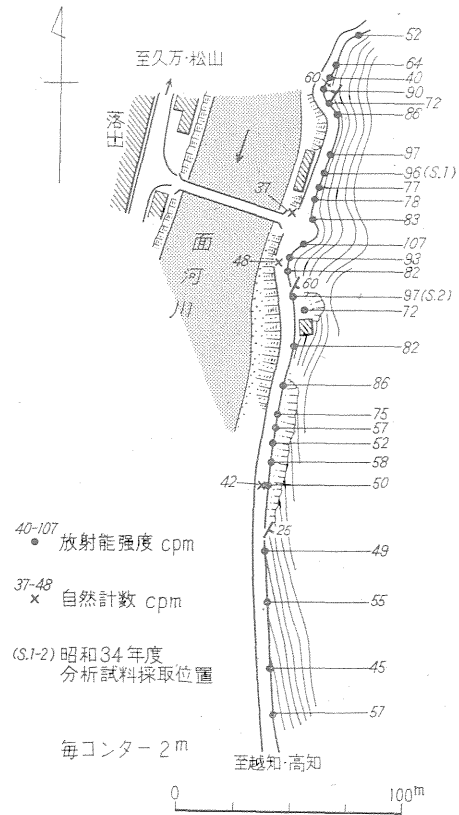 至久万・松山
落出
面河川
52
64
60
40
90
72
86
97
96(S.1)
77
37
78
83
107
48
93
82
60
97(S.2)
72
82
86
75
57
52
58
42
50
25
49
55
45
57
40-107
放射能强度 cpm
37-48
× 自然計数 cpm
(S.1-2) 昭和34年度
分析試料採取位置
毎コンター2m
至越知・高知
0 100m